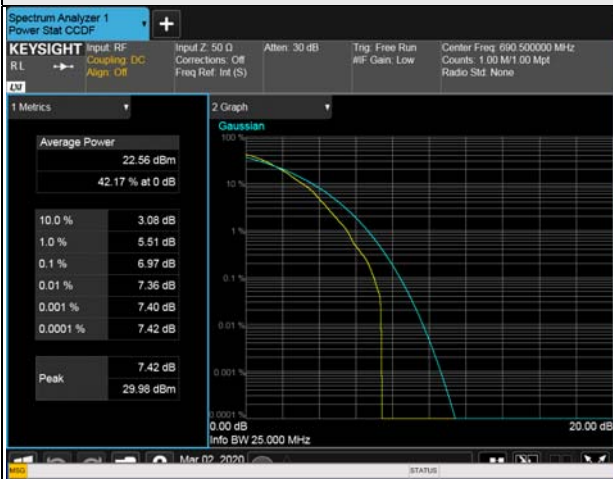 Spectrum Analyzer 1
Power Stat CCDF
KEYSIGHT
RL
LXI
Input: RF
Coupling: DC
Align: Off
Input Z: 50 Ω
Corrections: Off
Freq Ref: Int (S)
Atten: 30 dB
Trig: Free Run
#IF Gain: Low
Center Freq: 690.500000 MHz
Counts: 1.00 M/1.00 Mpt
Radio Std: None
1 Metrics
Average Power
22.56 dBm
42.17 % at 0 dB
10.0 % 3.08 dB
1.0 % 5.51 dB
0.1 % 6.97 dB
0.01 % 7.36 dB
0.001 % 7.40 dB
0.0001 % 7.42 dB
Peak 7.42 dB
29.98 dBm
2 Graph
Gaussian
100 %
10 %
1 %
0.1 %
0.01 %
0.001 %
0.0001 %
0.00 dB 20.00 dB
Info BW 25.000 MHz
Mar 02, 2020
MSG STATUS